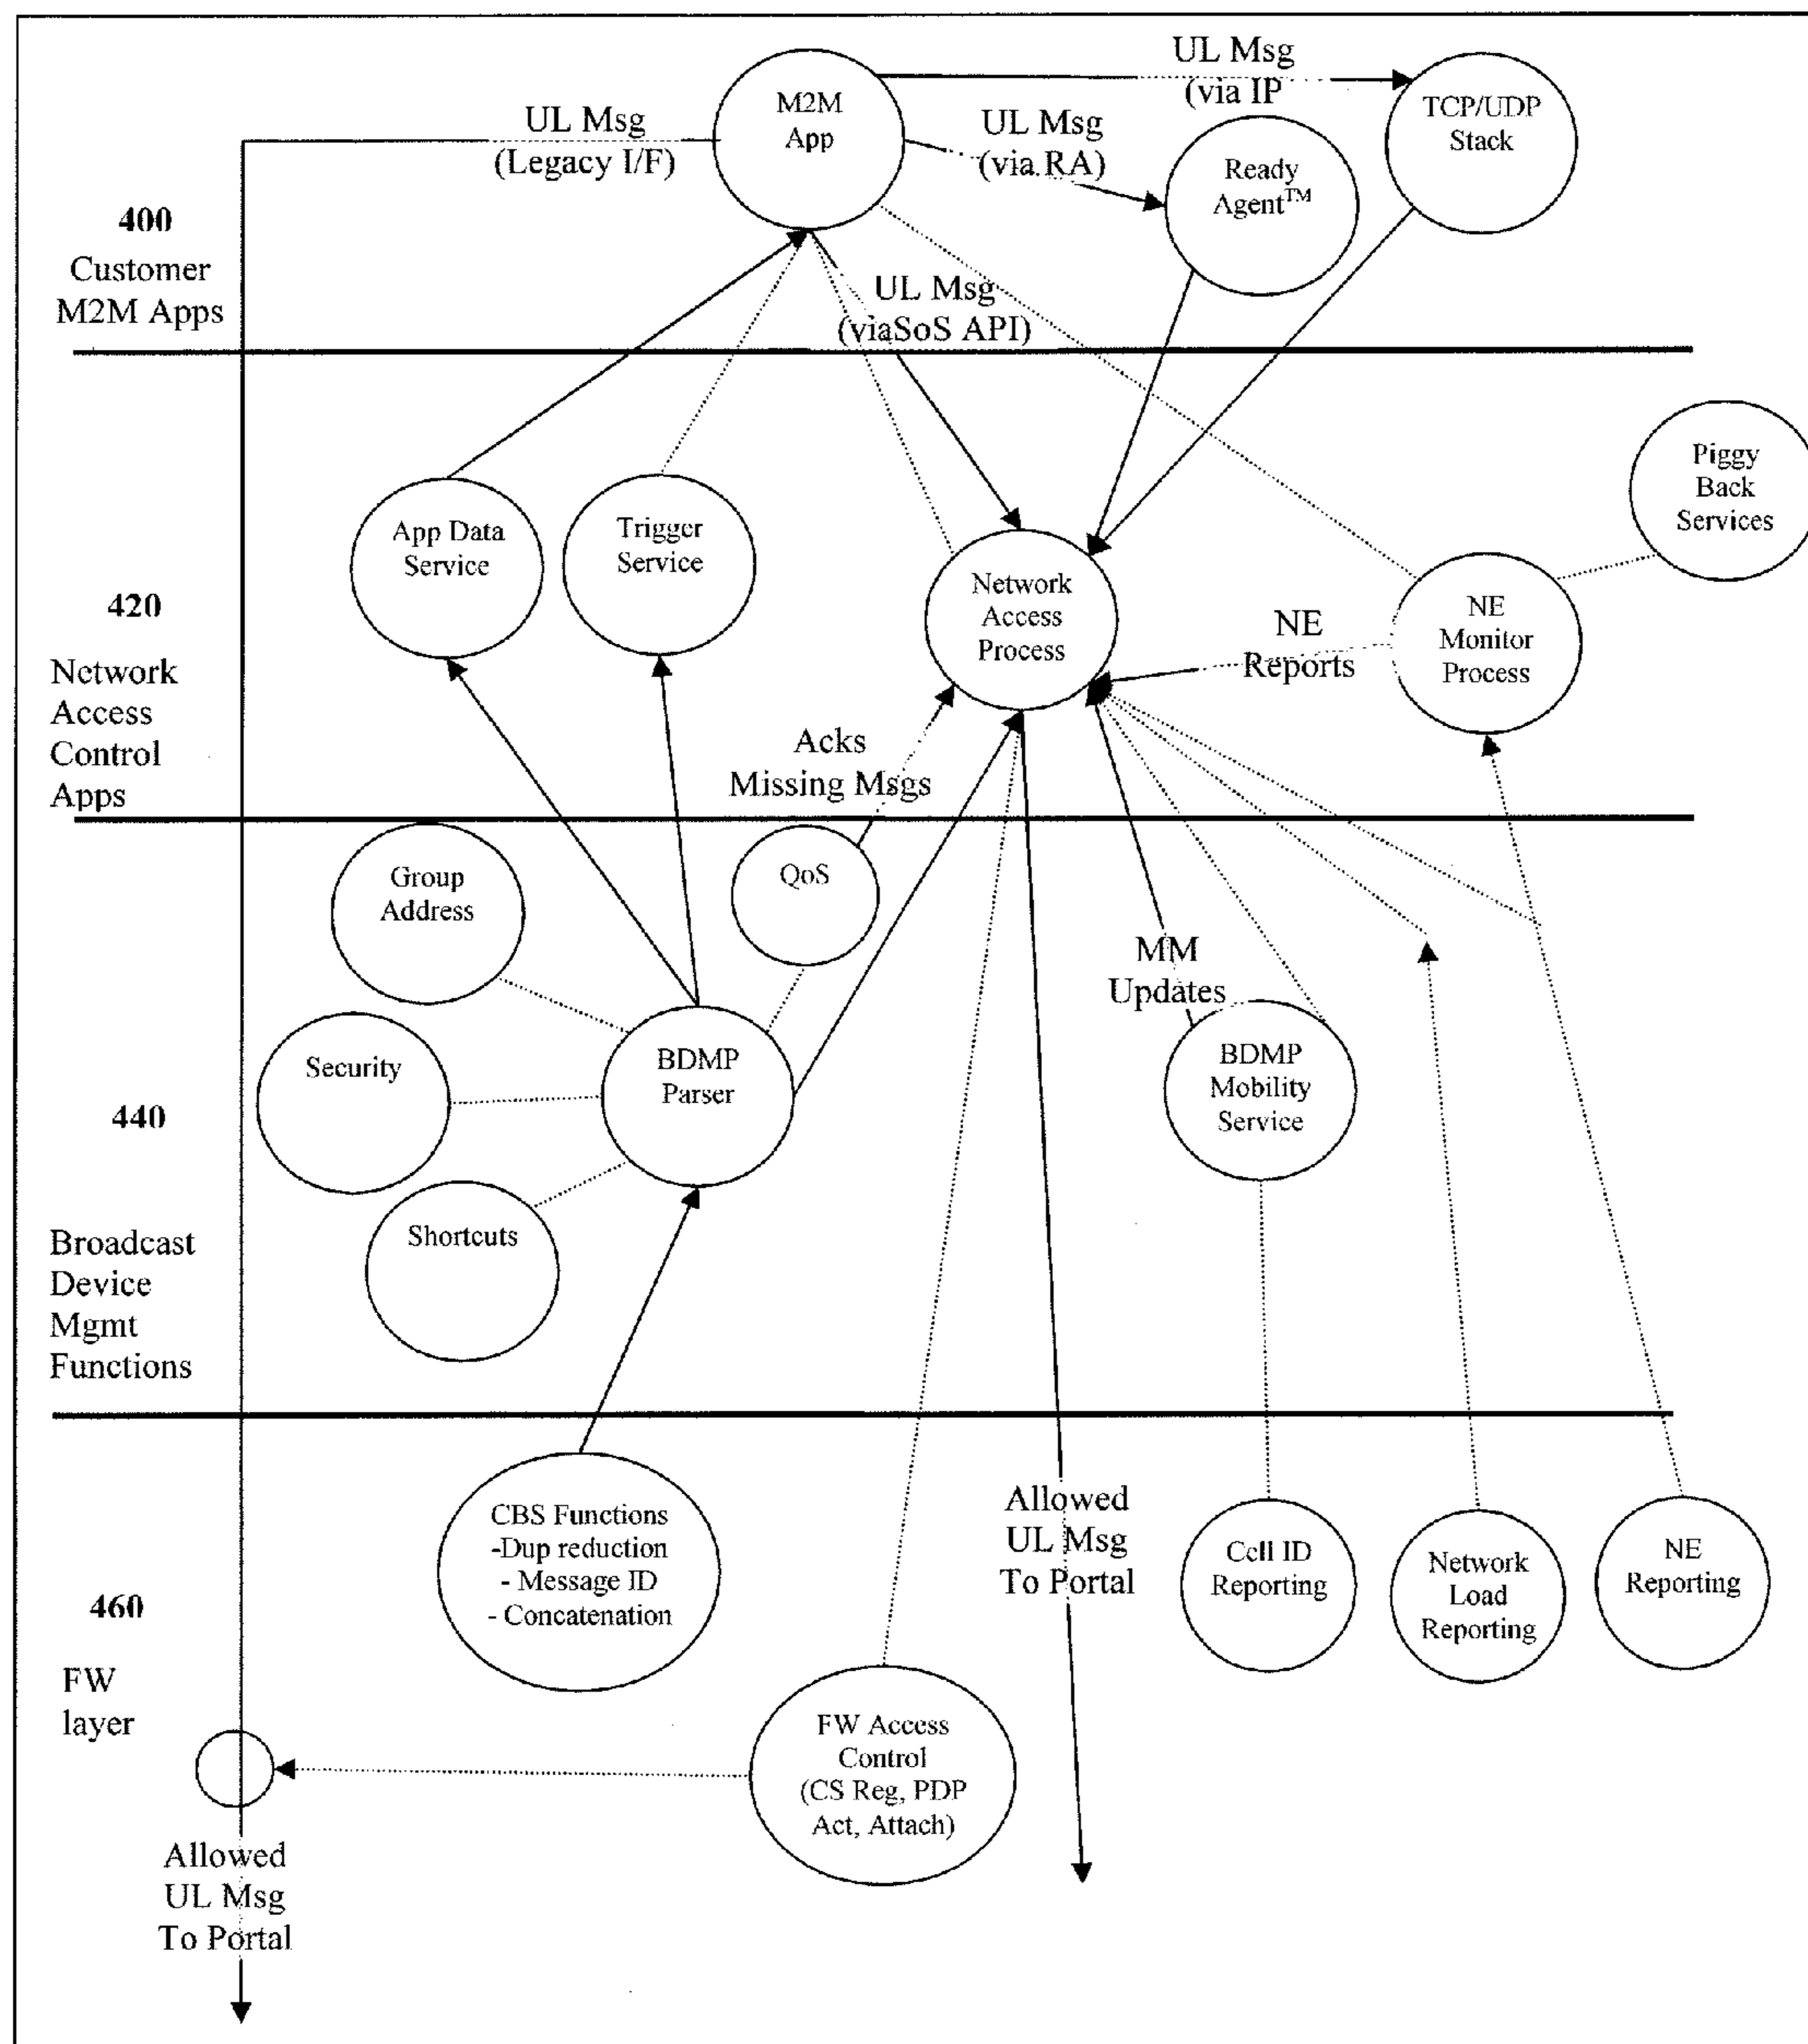 UL Msg
(via IP
M2M
App
TCP/UDP
Stack
UL Msg
(Legacy I/F)
UL Msg
(via RA)
Ready
Agent™
400
Customer
M2M Apps
UL Msg
(viaSoS API)
Piggy
Back
Services
App Data
Service
Trigger
Service
Network
Access
Process
NE
Reports
NE
Monitor
Process
420
Network
Access
Control
Apps
Acks
Missing Msgs
Group
Address
QoS
MM
Updates
Security
BDMP
Parser
BDMP
Mobility
Service
440
Shortcuts
Broadcast
Device
Mgmt
Functions
CBS Functions
-Dup reduction
- Message ID
- Concatenation
Allowed
UL Msg
To Portal
Cell ID
Reporting
Network
Load
Reporting
NE
Reporting
460
FW
layer
FW Access
Control
(CS Reg, PDP
Act, Attach)
Allowed
UL Msg
To Portal